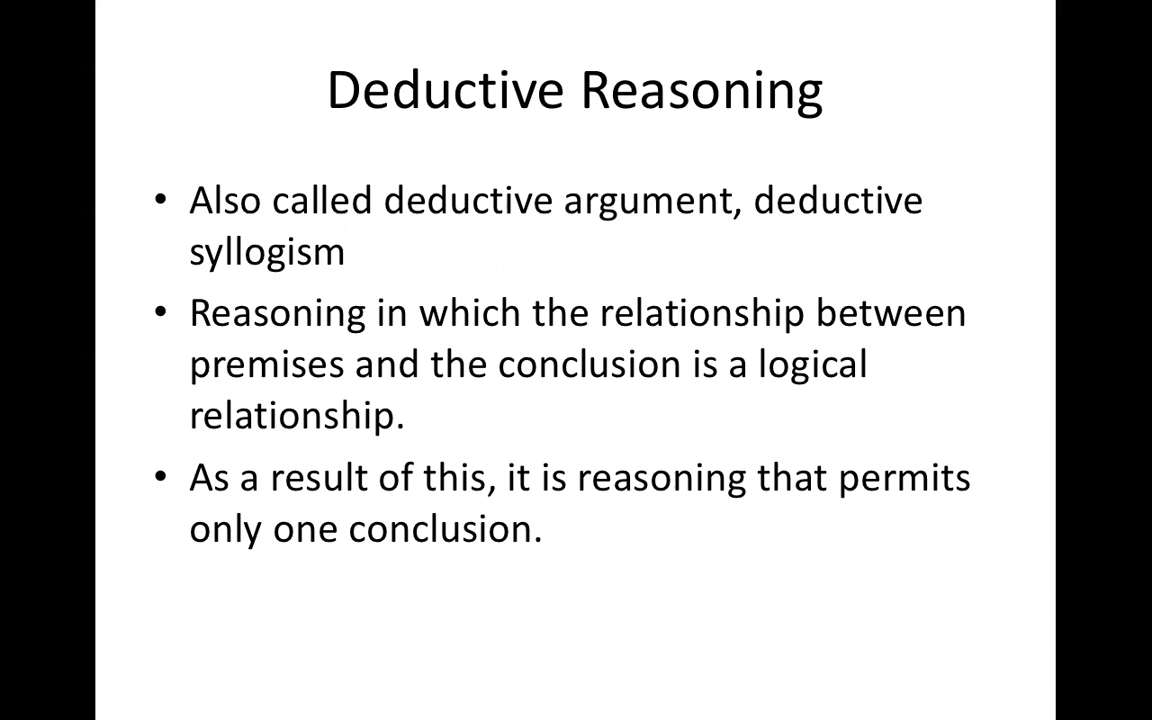 Deductive Reasoning
• Also called deductive argument, deductive
syllogism
• Reasoning in which the relationship between
premises and the conclusion is a logical
relationship.
• As a result of this, it is reasoning that permits
only one conclusion.